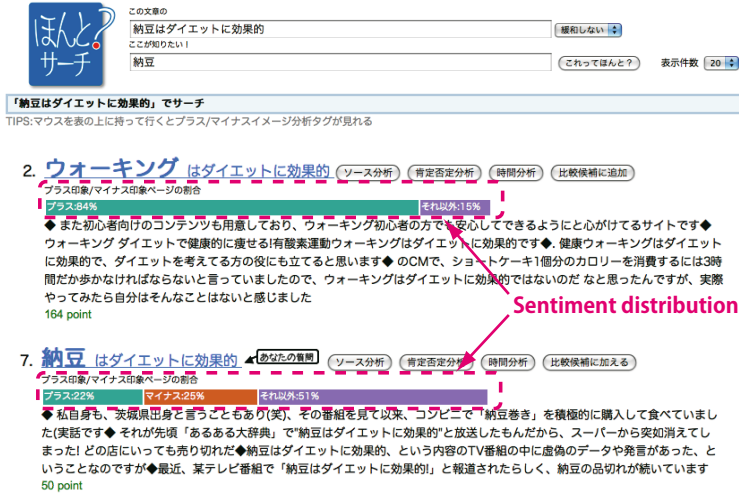 ほんと?
サーチ
この文章の
納豆はダイエットに効果的
緩和しない
ここが知りたい！
納豆
これってほんと？
表示件数 20
「納豆はダイエットに効果的」でサーチ
TIPS:マウスを表の上に持って行くとプラス/マイナスイメージ分析タグが見れる
2. ウォーキング はダイエットに効果的 ソース分析 肯定否定分析 時間分析 比較候補に追加
プラス印象/マイナス印象ページの割合
プラス:84% それ以外:15%
◆ また初心者向けのコンテンツも用意しており、ウォーキング初心者の方でも安心してできるようにと心がけてるサイトです◆
ウォーキング ダイエットで健康的に痩せる!有酸素運動ウォーキングはダイエットに効果的です◆. 健康ウォーキングはダイエット
に効果的で、ダイエットを考えてる方の役にも立てると思います◆ のCMで、ショートケーキ1個分のカロリーを消費するには3時
間だか歩かなければならないと言っていましたので、ウォーキングはダイエットに効果的ではないのだ なと思ったんですが、実際
やってみたら自分はそんなことはないと感じました
164 point
Sentiment distribution
7. 納豆 はダイエットに効果的 あなたの質問 ソース分析 肯定否定分析 時間分析 比較候補に加える
プラス印象/マイナス印象ページの割合
プラス:22% マイナス:25% それ以外:51%
◆ 私自身も、茨城県出身と言うこともあり(笑)、その番組を見て以来、コンビニで「納豆巻き」を積極的に購入して食べていまし
た(実話です◆ それが先頃「あるある大辞典」で"納豆はダイエットに効果的"と放送したもんだから、スーパーから突如消えてし
まった! どの店にいっても売り切れだ◆納豆はダイエットに効果的、という内容のTV番組の中に虚偽のデータや発言があった、と
いうことなのですが◆最近、某テレビ番組で「納豆はダイエットに効果的!」と報道されたらしく、納豆の品切れが続いています
50 point